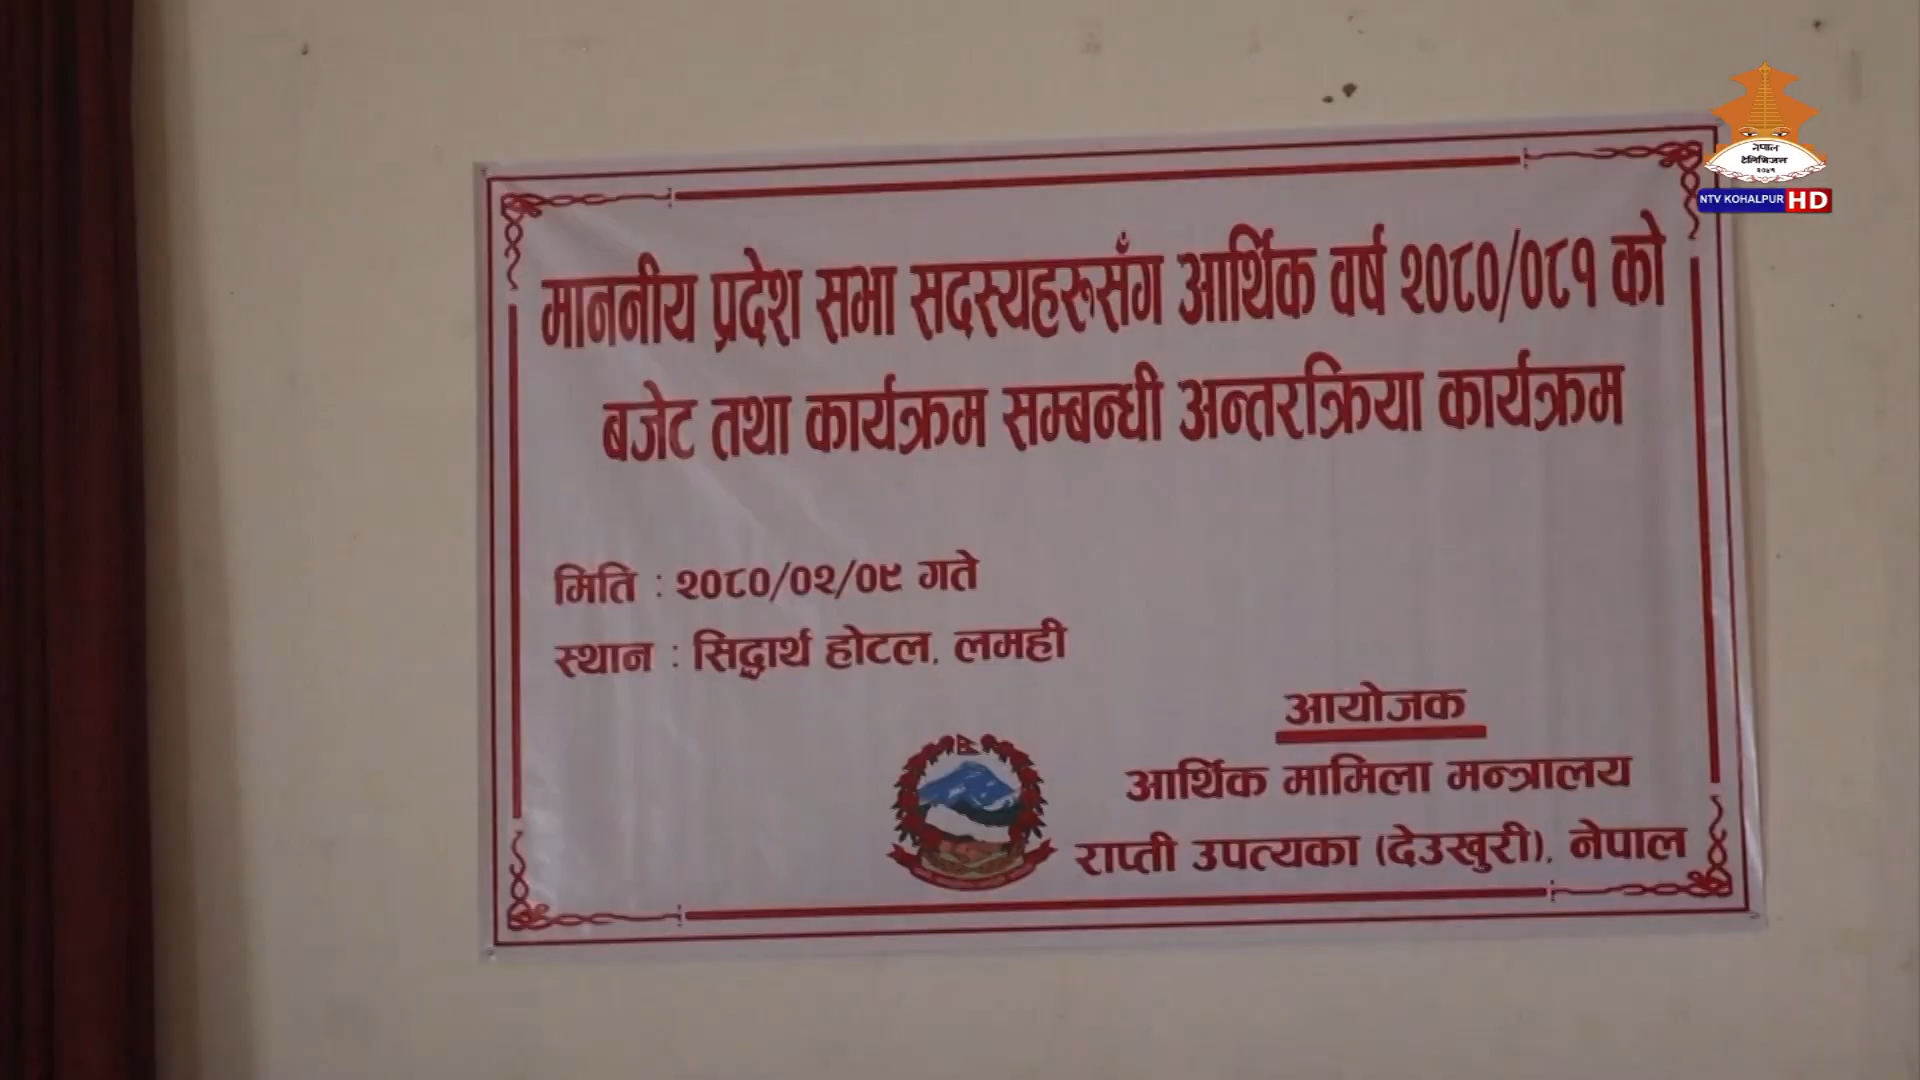 नेपाल
टेलिभिजन
२०४१
NTV KOHALPUR HD
माननीय प्रदेश सभा सदस्यहरुसँग आर्थिक वर्ष २०८०/०८१ को
बजेट तथा कार्यक्रम सम्बन्धी अन्तरक्रिया कार्यक्रम
मिति : २०८०/०२/०९ गते
स्थान : सिद्धार्थ होटल, लमही
आयोजक
आर्थिक मामिला मन्त्रालय
राप्ती उपत्यका (देउखुरी), नेपाल